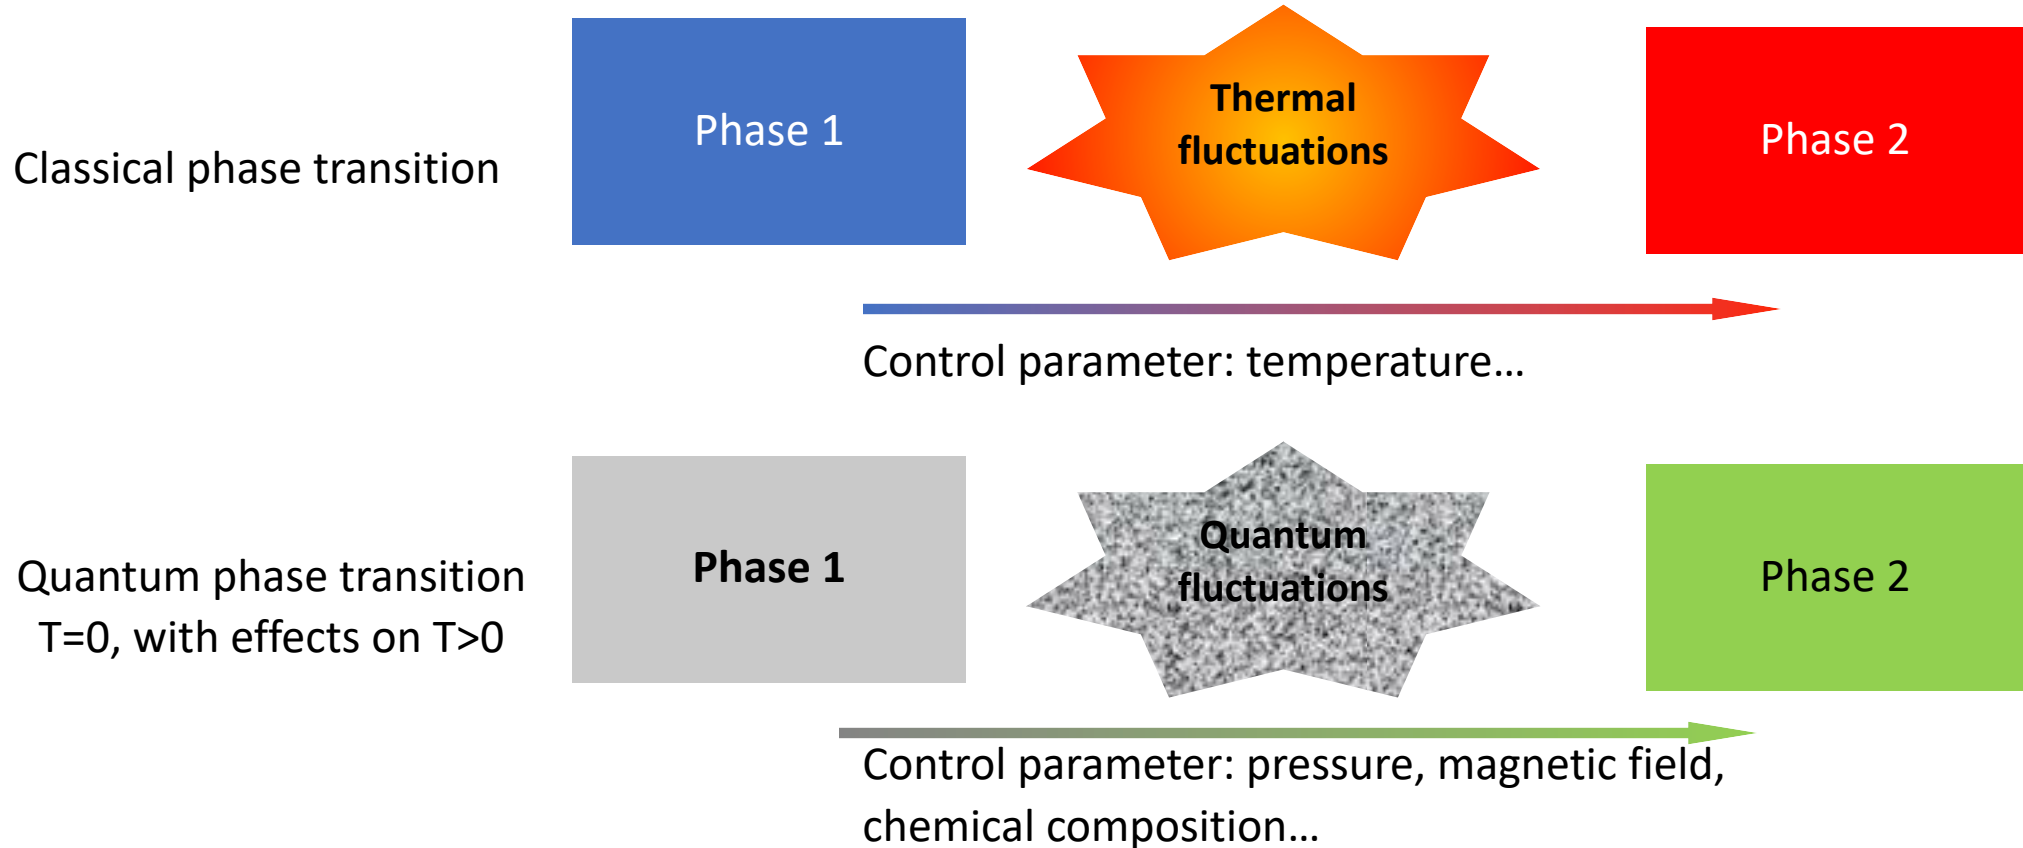 Classical phase transition
Phase 1
Thermal
fluctuations
Phase 2
Control parameter: temperature…
Quantum phase transition
T=0, with effects on T>0
Phase 1
Quantum
fluctuations
Phase 2
Control parameter: pressure, magnetic field,
chemical composition…